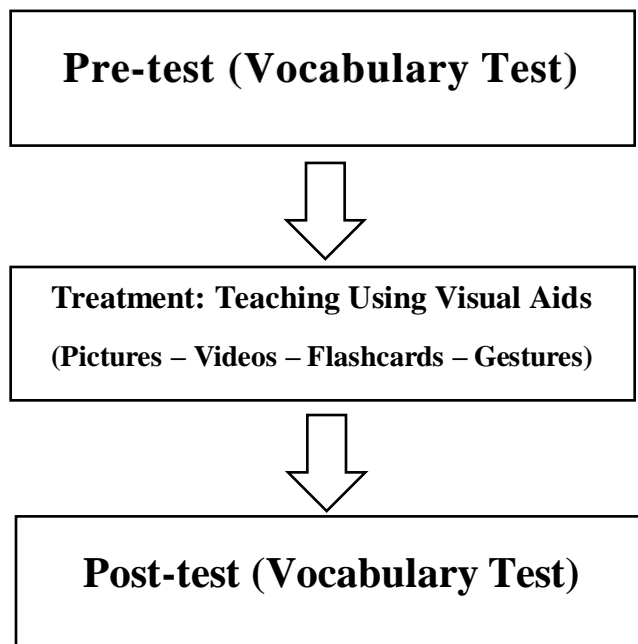 Pre-test (Vocabulary Test)
Treatment: Teaching Using Visual Aids
(Pictures – Videos – Flashcards – Gestures)
Post-test (Vocabulary Test)